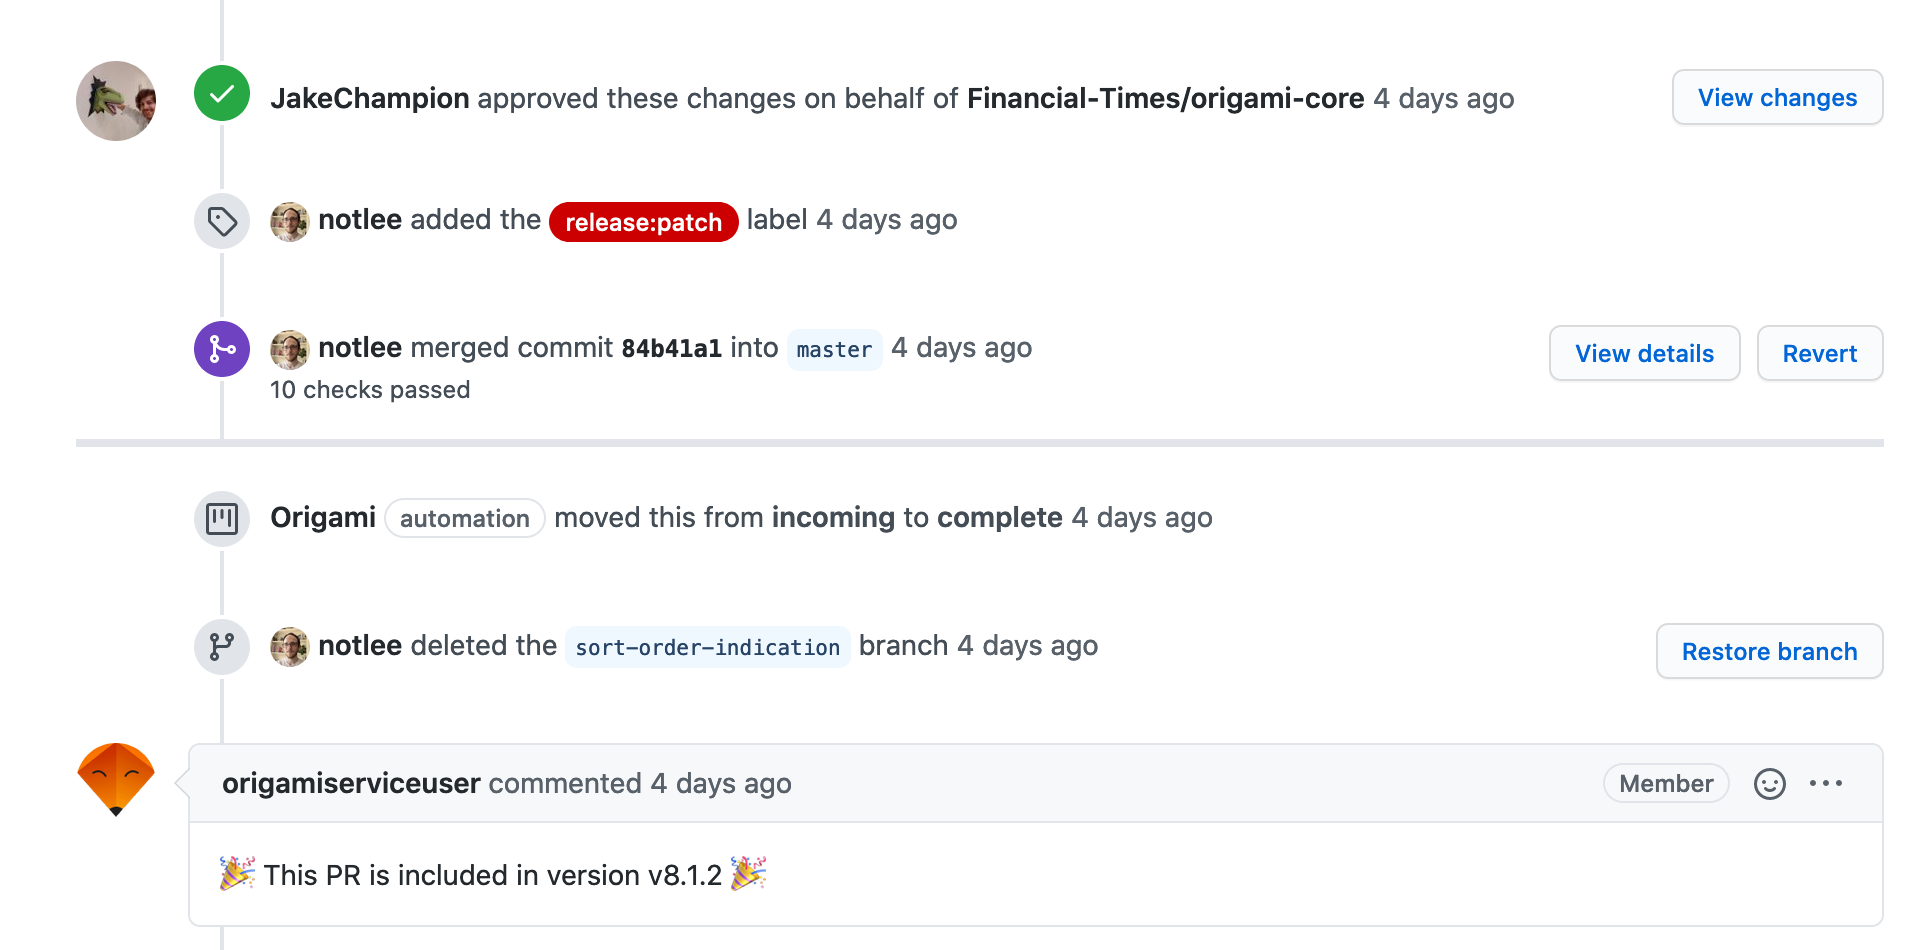 JakeChampion approved these changes on behalf of Financial-Times/origami-core 4 days ago View changes
notlee added the release:patch label 4 days ago
notlee merged commit 84b41a1 into master 4 days ago View details Revert
10 checks passed
Origami automation moved this from incoming to complete 4 days ago
notlee deleted the sort-order-indication branch 4 days ago Restore branch
origamiserviceuser commented 4 days ago Member
🎉 This PR is included in version v8.1.2 🎉